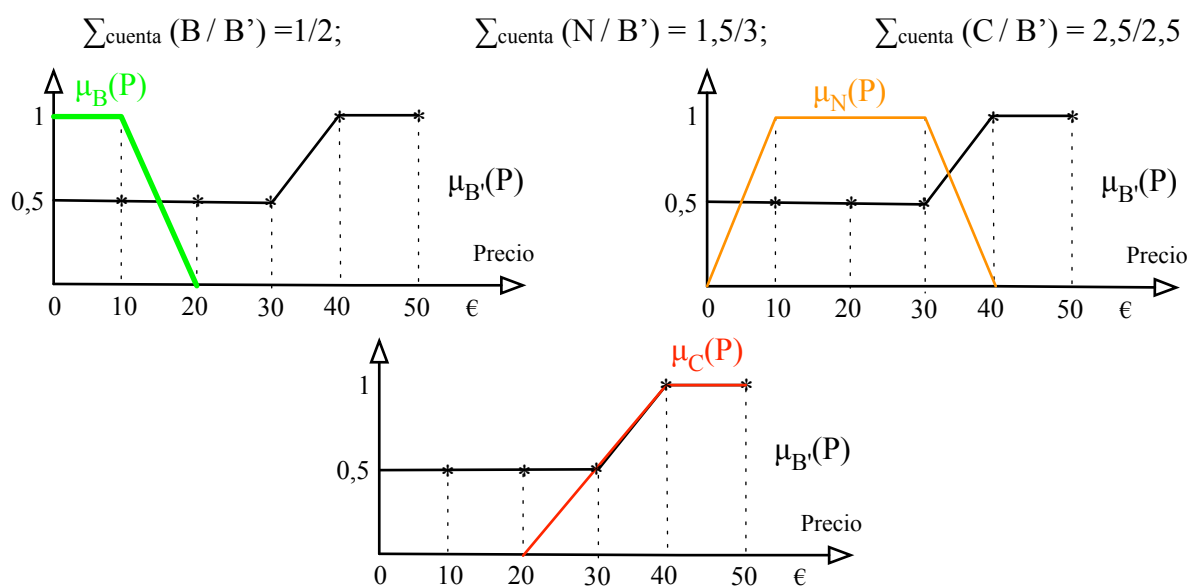 ∑cuenta (B / B’) =1/2; ∑cuenta (N / B’) = 1,5/3; ∑cuenta (C / B’) = 2,5/2,5
μB(P)
1
0,5
μB'(P)
Precio
0 10 20 30 40 50 €
μN(P)
1
0,5
μB'(P)
Precio
0 10 20 30 40 50 €
μC(P)
1
0,5
μB'(P)
Precio
0 10 20 30 40 50 €